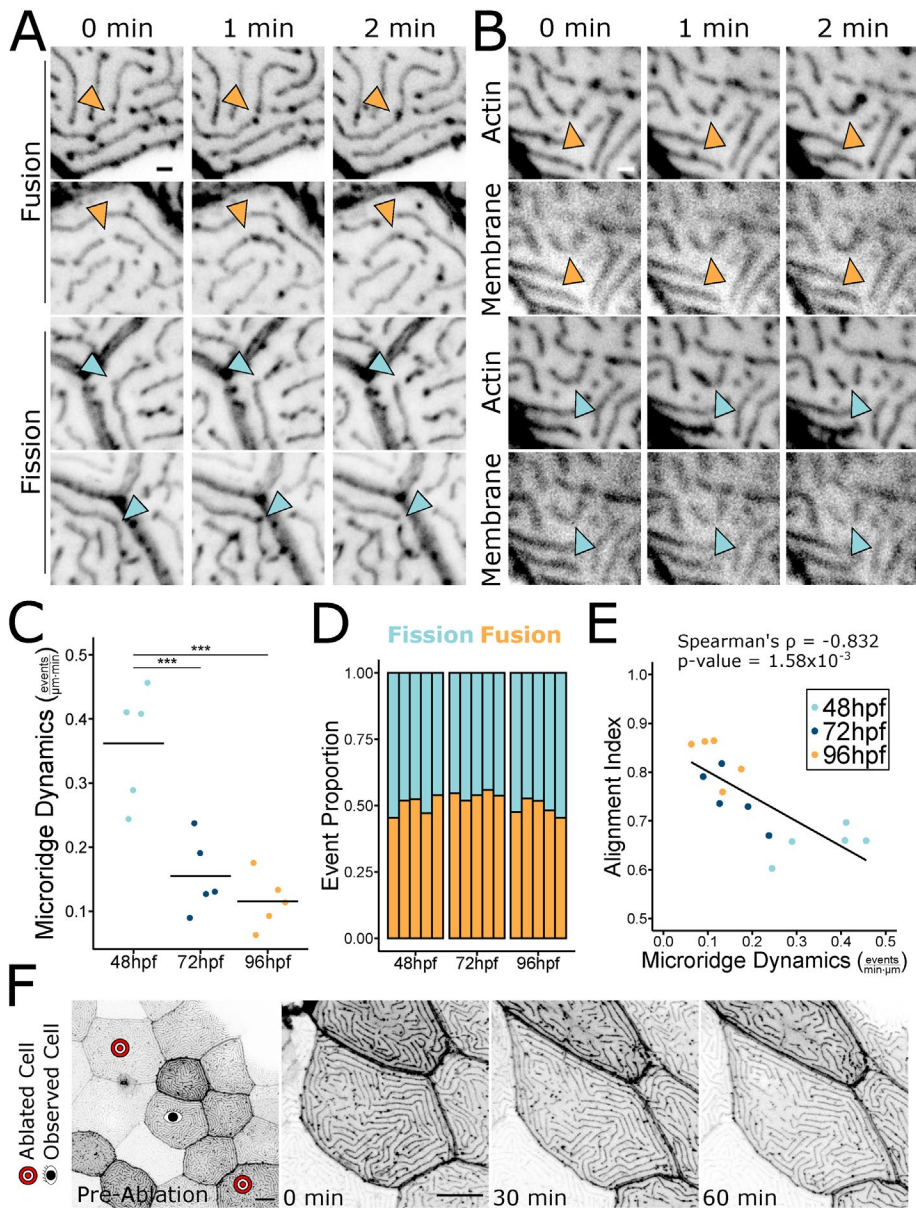 A
0 min 1 min 2 min
Fusion
Fission
B
0 min 1 min 2 min
Actin
Membrane
Actin
Membrane
C
Microridge Dynamics (events/μm·min)
0.5
0.4
0.3
0.2
0.1
***
***
48hpf 72hpf 96hpf
D
Fission Fusion
Event Proportion
1.00
0.75
0.50
0.25
0.00
48hpf 72hpf 96hpf
E
Spearman's ρ = -0.832
p-value = 1.58x10⁻³
Alignment Index
1.0
0.9
0.8
0.7
0.6
0.5
48hpf
72hpf
96hpf
0.0 0.1 0.2 0.3 0.4 0.5
Microridge Dynamics (events/min·μm)
F
Ablated Cell
Observed Cell
Pre-Ablation
0 min
30 min
60 min